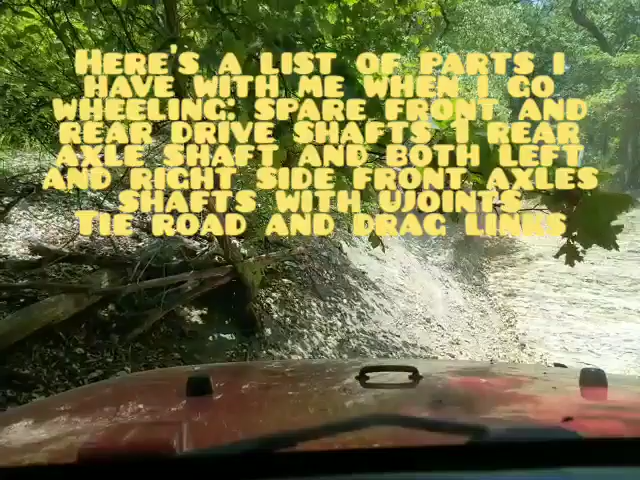 Here's a list of parts I
have with me when I go
wheeling: spare front and
rear drive shafts, 1 rear
axle shaft and both left
and right side front axles
shafts with ujoints
Tie road and drag links